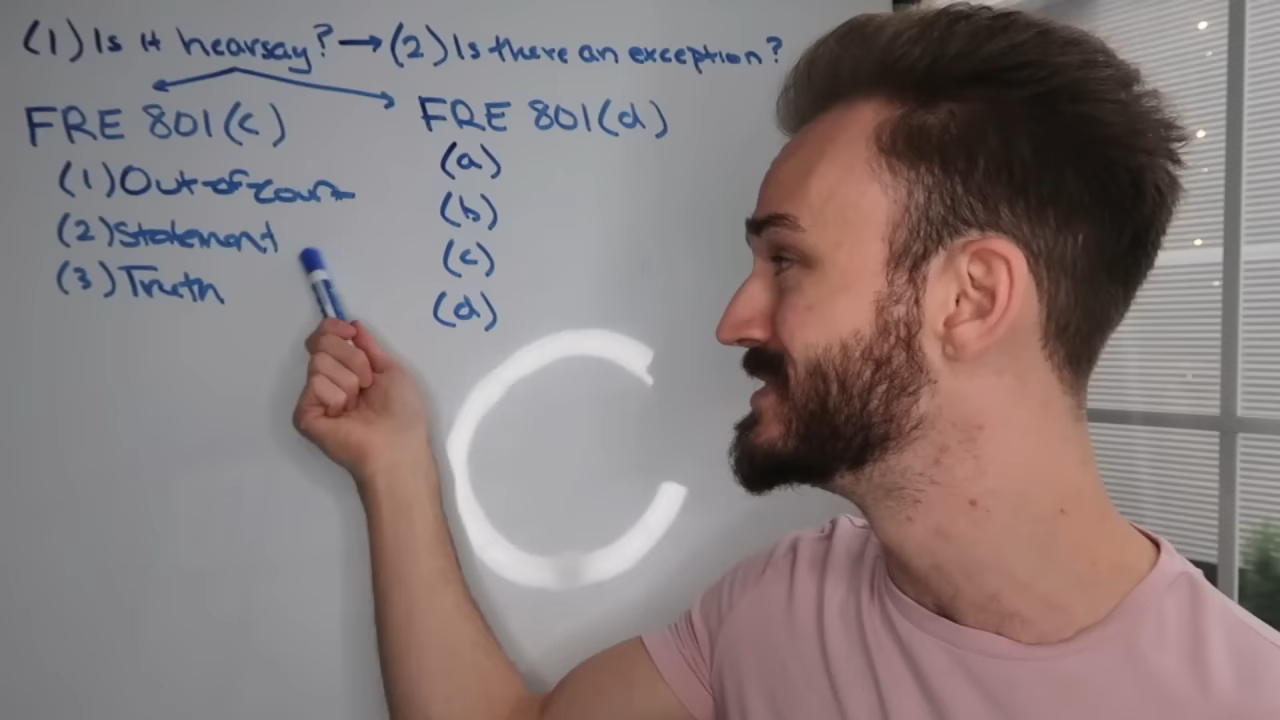 (1) Is it hearsay? → (2) Is there an exception?
FRE 801(c)
(1) Out-of-court
(2) Statement
(3) Truth
FRE 801(d)
(a)
(b)
(c)
(d)